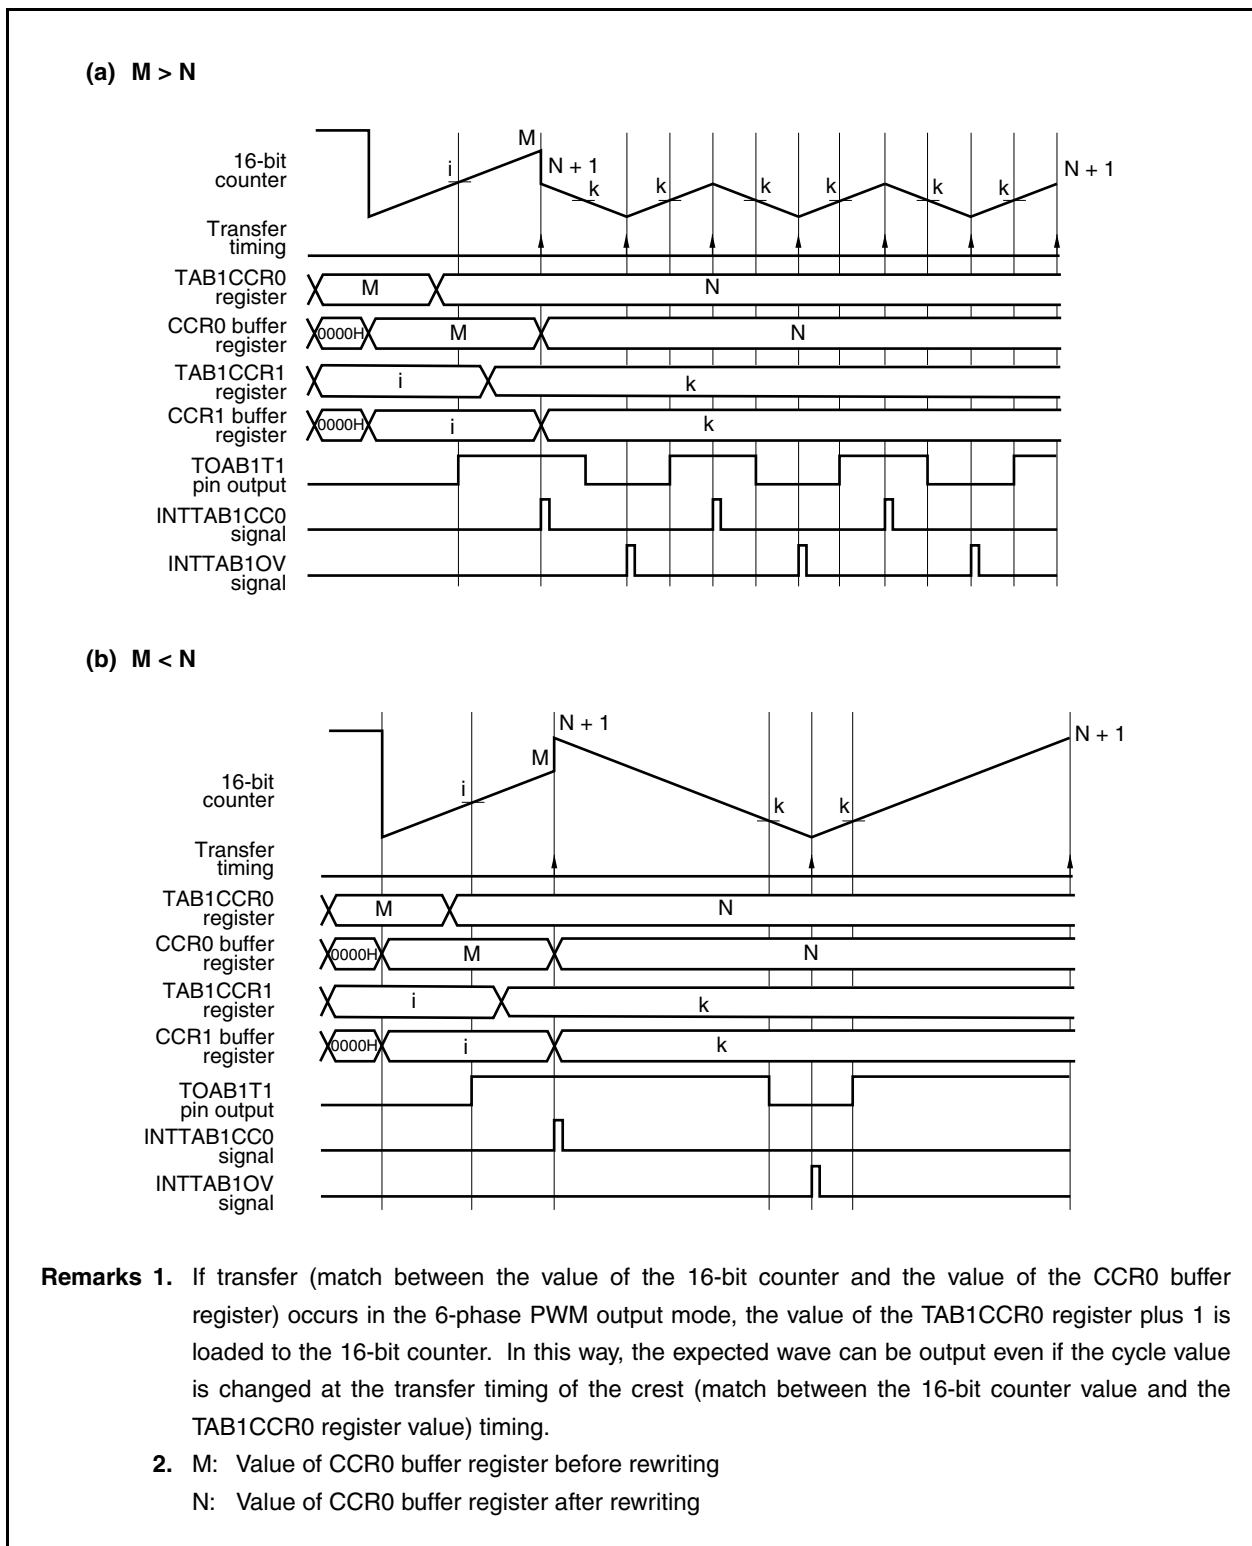 (a) M > N
M
i
N + 1
N + 1
16-bit
counter
k
k
k
k
k
k
Transfer
timing
TAB1CCR0
register
M
N
CCR0 buffer
register
0000H
M
N
TAB1CCR1
register
i
k
CCR1 buffer
register
0000H
i
k
TOAB1T1
pin output
INTTAB1CC0
signal
INTTAB1OV
signal
(b) M < N
N + 1
N + 1
M
16-bit
counter
i
k
k
Transfer
timing
TAB1CCR0
register
M
N
CCR0 buffer
register
0000H
M
N
TAB1CCR1
register
i
k
CCR1 buffer
register
0000H
i
k
TOAB1T1
pin output
INTTAB1CC0
signal
INTTAB1OV
signal
Remarks 1. If transfer (match between the value of the 16-bit counter and the value of the CCR0 buffer
register) occurs in the 6-phase PWM output mode, the value of the TAB1CCR0 register plus 1 is
loaded to the 16-bit counter. In this way, the expected wave can be output even if the cycle value
is changed at the transfer timing of the crest (match between the 16-bit counter value and the
TAB1CCR0 register value) timing.
2. M: Value of CCR0 buffer register before rewriting
N: Value of CCR0 buffer register after rewriting